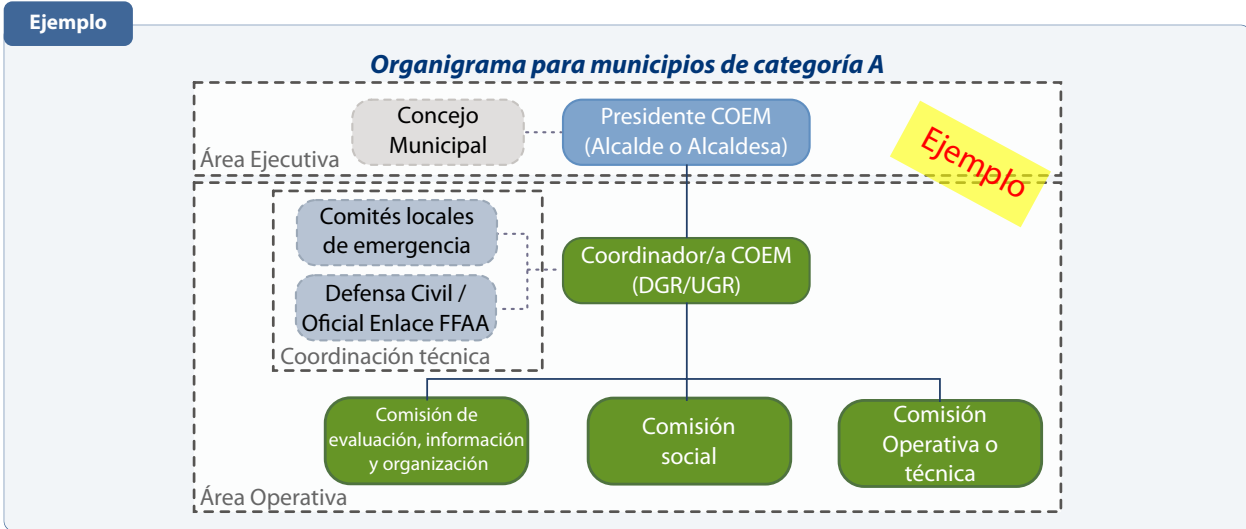 Ejemplo
Organigrama para municipios de categoría A
Concejo
Municipal
Presidente COEM
(Alcalde o Alcaldesa)
Ejemplo
Área Ejecutiva
Comités locales
de emergencia
Coordinador/a COEM
(DGR/UGR)
Defensa Civil /
Oficial Enlace FFAA
Coordinación técnica
Comisión de
evaluación, información
y organización
Comisión
social
Comisión
Operativa o
técnica
Área Operativa